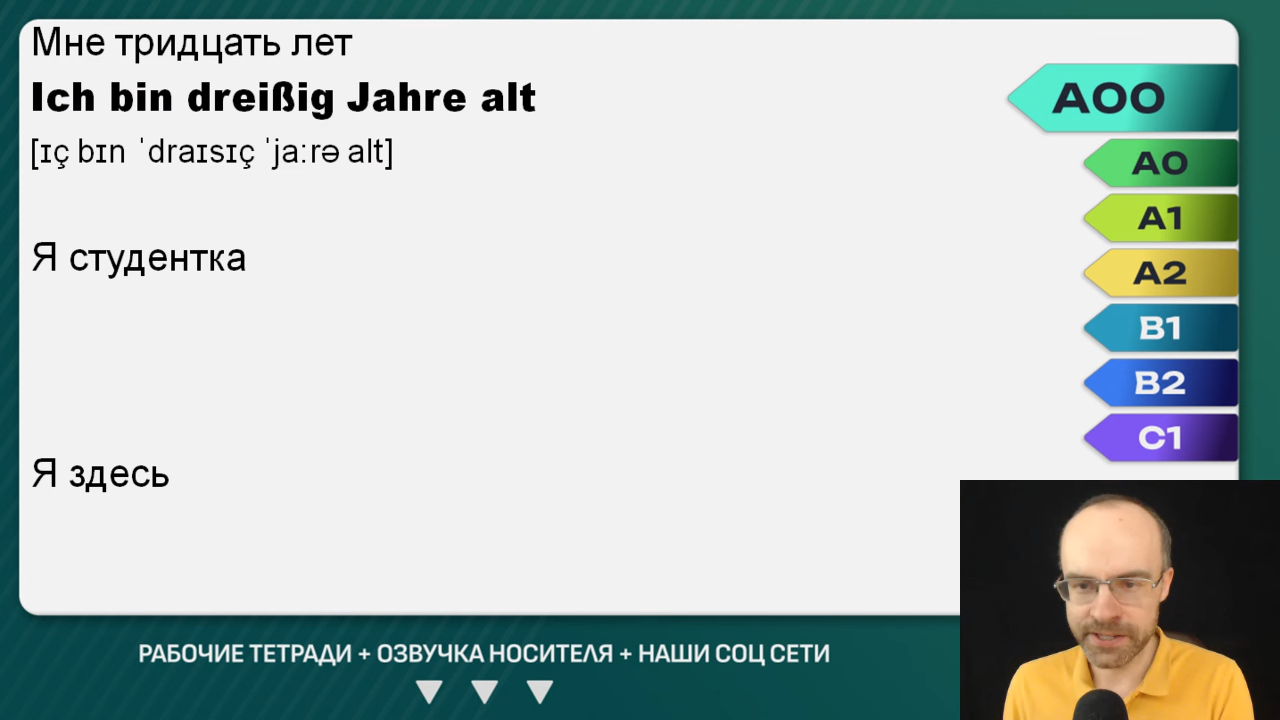 Мне тридцать лет
Ich bin dreißig Jahre alt
[ɪç bɪn ˈdraɪsɪç ˈjaːrə alt]
Я студентка
Я здесь
A00
A0
A1
A2
B1
B2
C1
РАБОЧИЕ ТЕТРАДИ + ОЗВУЧКА НОСИТЕЛЯ + НАШИ СОЦ СЕТИ